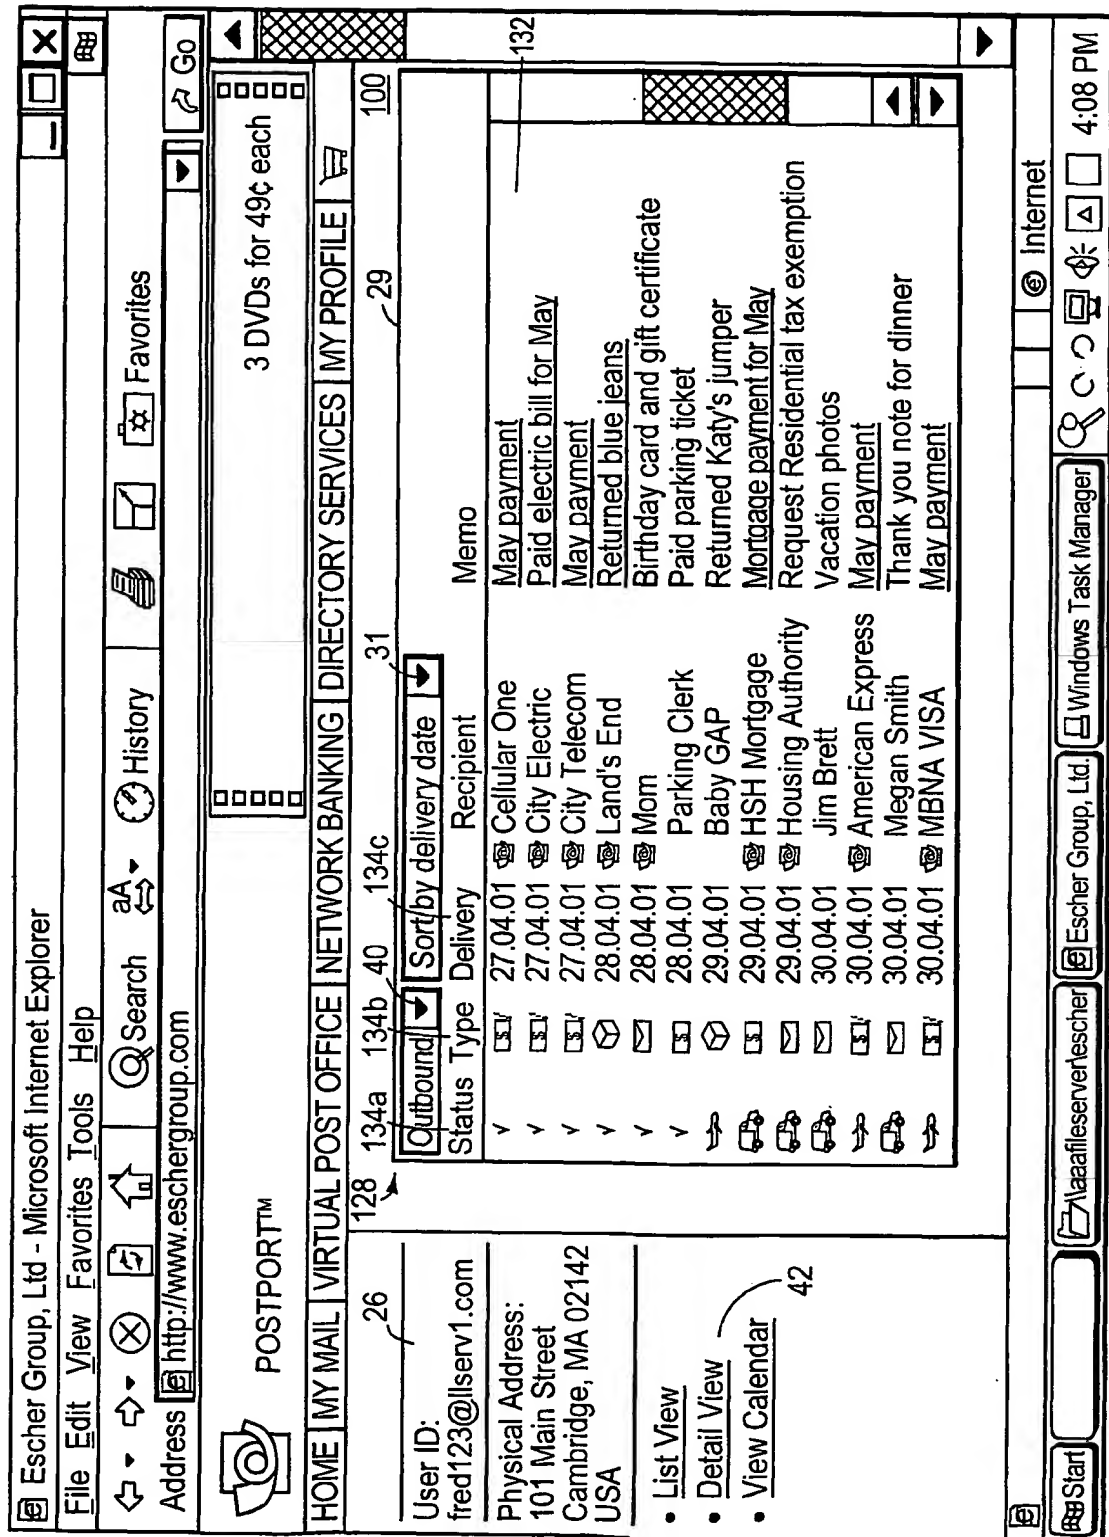 Escher Group, Ltd - Microsoft Internet Explorer
File Edit View Favorites Tools Help
Search aA History Favorites
Address http://www.eschergroup.com Go
POSTPORT™ 3 DVDs for 49¢ each
HOME | MY MAIL | VIRTUAL POST OFFICE | NETWORK BANKING | DIRECTORY SERVICES | MY PROFILE
26
User ID:
fred123@llserv1.com
Physical Address:
101 Main Street
Cambridge, MA 02142
USA
• List View
• Detail View
• View Calendar
42
128 134a 134b 40 134c 31 29 100
Outbound Sort by delivery date
Status Type Delivery Recipient Memo
27.04.01 Cellular One May payment
27.04.01 City Electric Paid electric bill for May
27.04.01 City Telecom May payment
28.04.01 Land's End Returned blue jeans
28.04.01 Mom Birthday card and gift certificate
28.04.01 Parking Clerk Paid parking ticket
29.04.01 Baby GAP Returned Katy's jumper
29.04.01 HSH Mortgage Mortgage payment for May
29.04.01 Housing Authority Request Residential tax exemption
30.04.01 Jim Brett Vacation photos
30.04.01 American Express May payment
30.04.01 Megan Smith Thank you note for dinner
30.04.01 MBNA VISA May payment
132
Internet
Start \\aaafileserver\escher Escher Group, Ltd. Windows Task Manager 4:08 PM